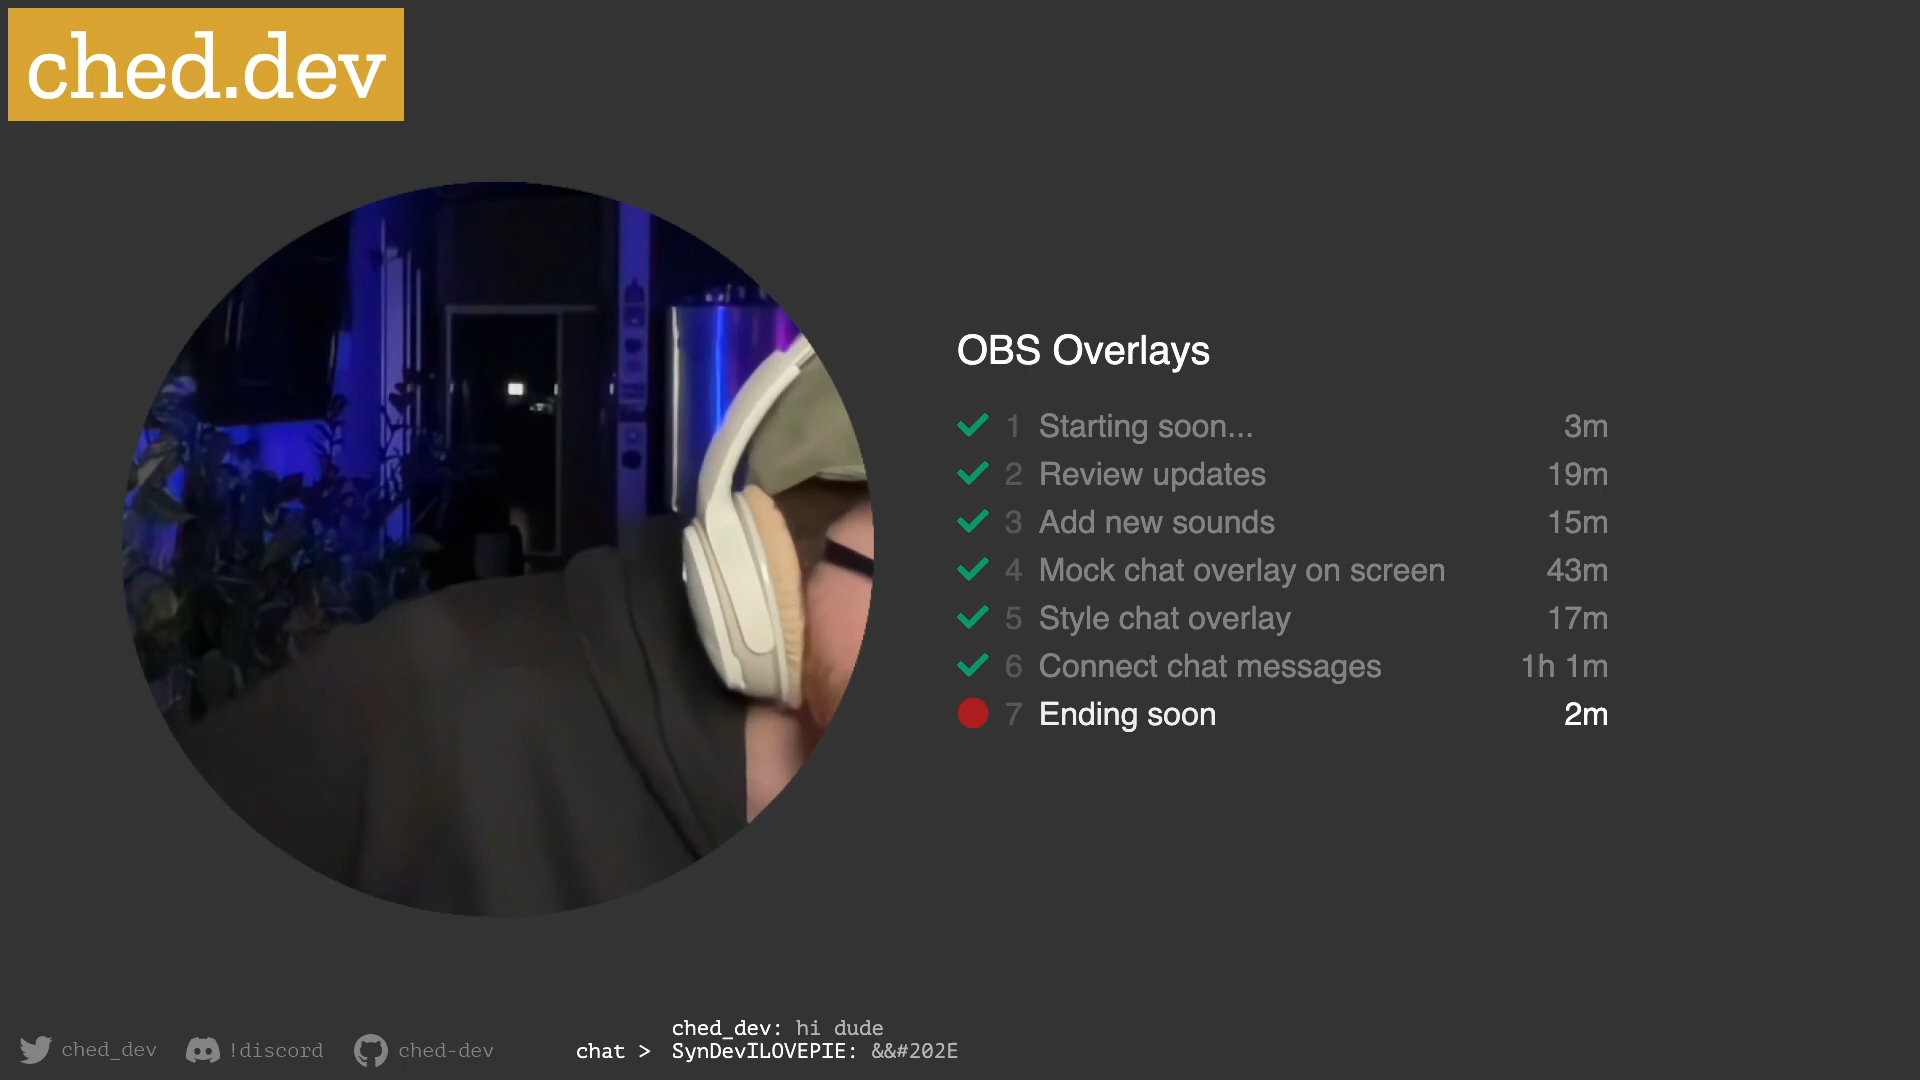 ched.dev
OBS Overlays
1 Starting soon... 3m
2 Review updates 19m
3 Add new sounds 15m
4 Mock chat overlay on screen 43m
5 Style chat overlay 17m
6 Connect chat messages 1h 1m
7 Ending soon 2m
ched_dev !discord ched-dev
chat >
ched_dev: hi dude
SynDevILOVEPIE: &&#202E